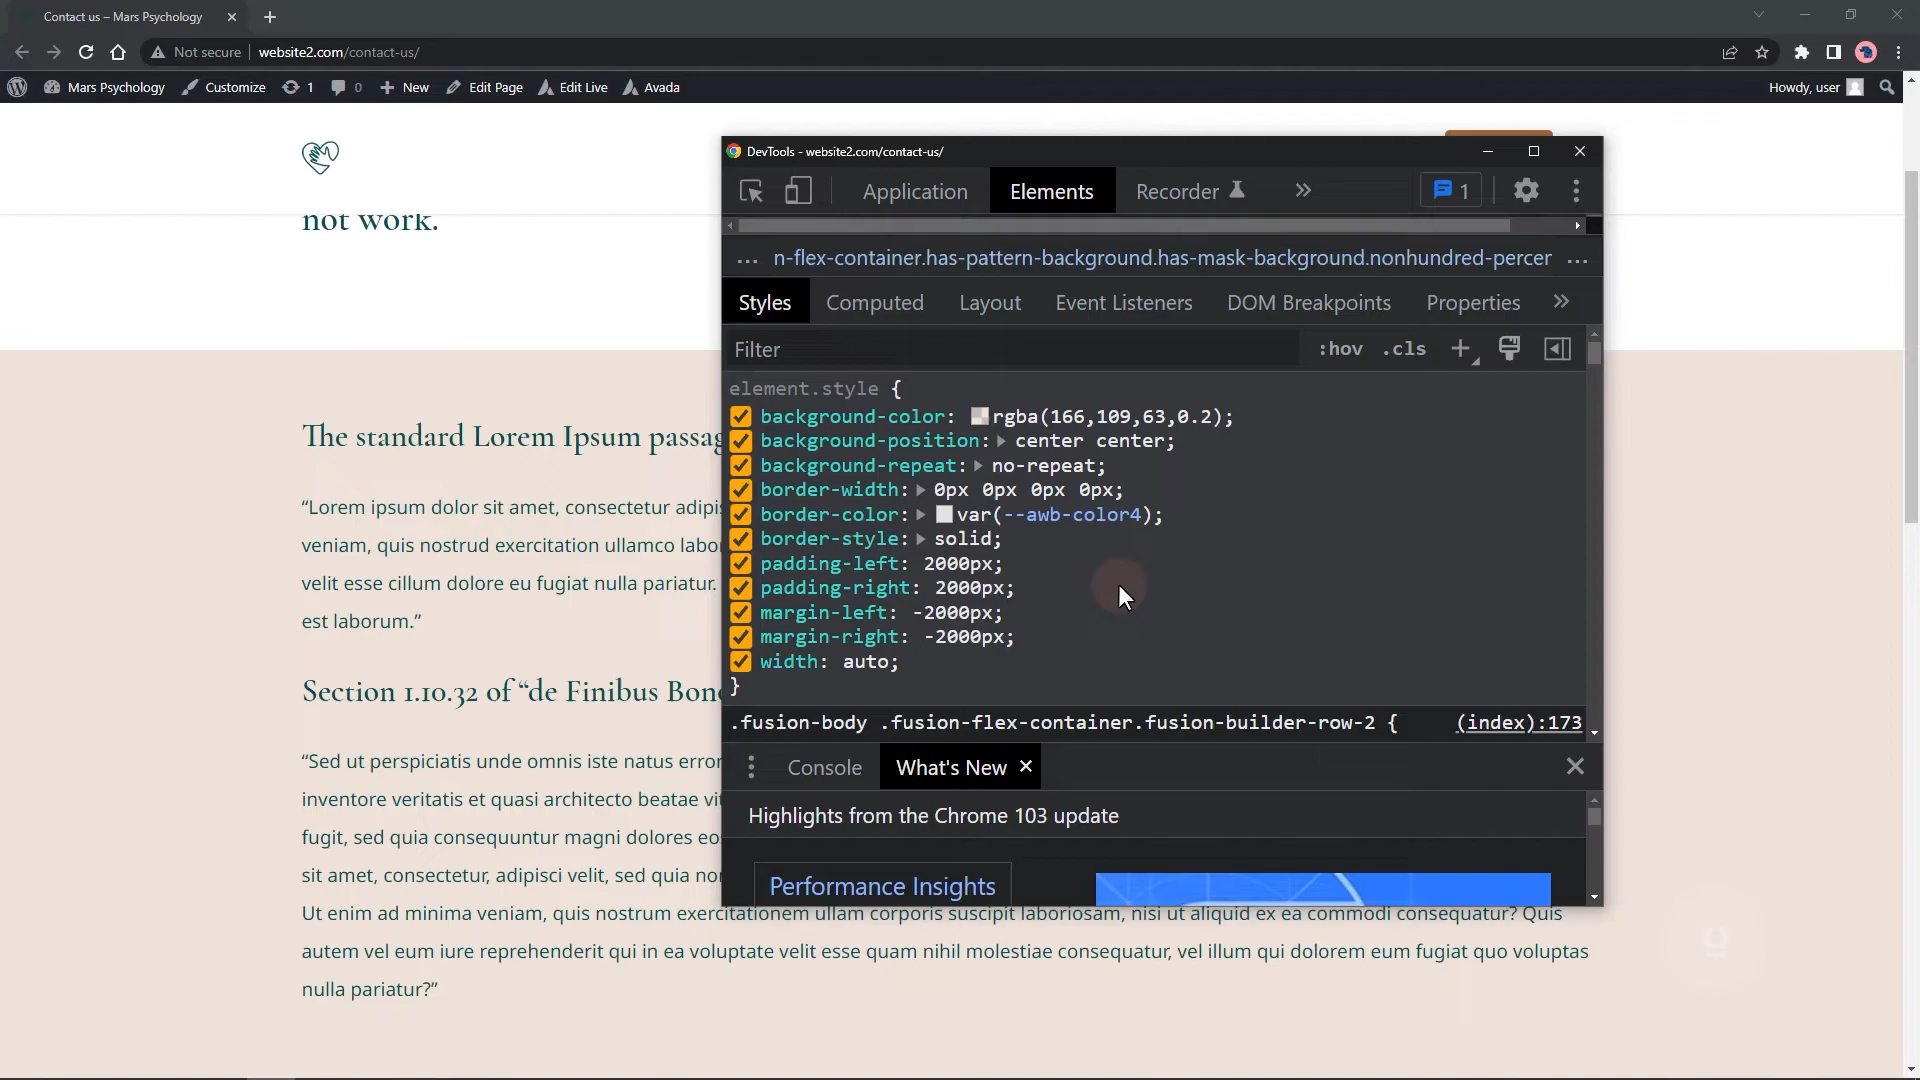 Contact us – Mars Psychology
Not secure website2.com/contact-us/
Mars Psychology Customize 1 0 New Edit Page Edit Live Avada Howdy, user
not work.
The standard Lorem Ipsum passag
“Lorem ipsum dolor sit amet, consectetur adipis
veniam, quis nostrud exercitation ullamco labor
velit esse cillum dolore eu fugiat nulla pariatur.
est laborum.”
Section 1.10.32 of “de Finibus Bono
“Sed ut perspiciatis unde omnis iste natus error
inventore veritatis et quasi architecto beatae vit
fugit, sed quia consequuntur magni dolores eos
sit amet, consectetur, adipisci velit, sed quia non
Ut enim ad minima veniam, quis nostrum exercitationem ullam corporis suscipit laboriosam, nisi ut aliquid ex ea commodi consequatur? Quis
autem vel eum iure reprehenderit qui in ea voluptate velit esse quam nihil molestiae consequatur, vel illum qui dolorem eum fugiat quo voluptas
nulla pariatur?”
DevTools - website2.com/contact-us/
Application Elements Recorder » 1
... n-flex-container.has-pattern-background.has-mask-background.nonhundred-percer ...
Styles Computed Layout Event Listeners DOM Breakpoints Properties »
Filter :hov .cls +
element.style {
background-color: rgba(166,109,63,0.2);
background-position: center center;
background-repeat: no-repeat;
border-width: 0px 0px 0px 0px;
border-color: var(--awb-color4);
border-style: solid;
padding-left: 2000px;
padding-right: 2000px;
margin-left: -2000px;
margin-right: -2000px;
width: auto;
}
.fusion-body .fusion-flex-container.fusion-builder-row-2 { (index):173
Console What's New
Highlights from the Chrome 103 update
Performance Insights